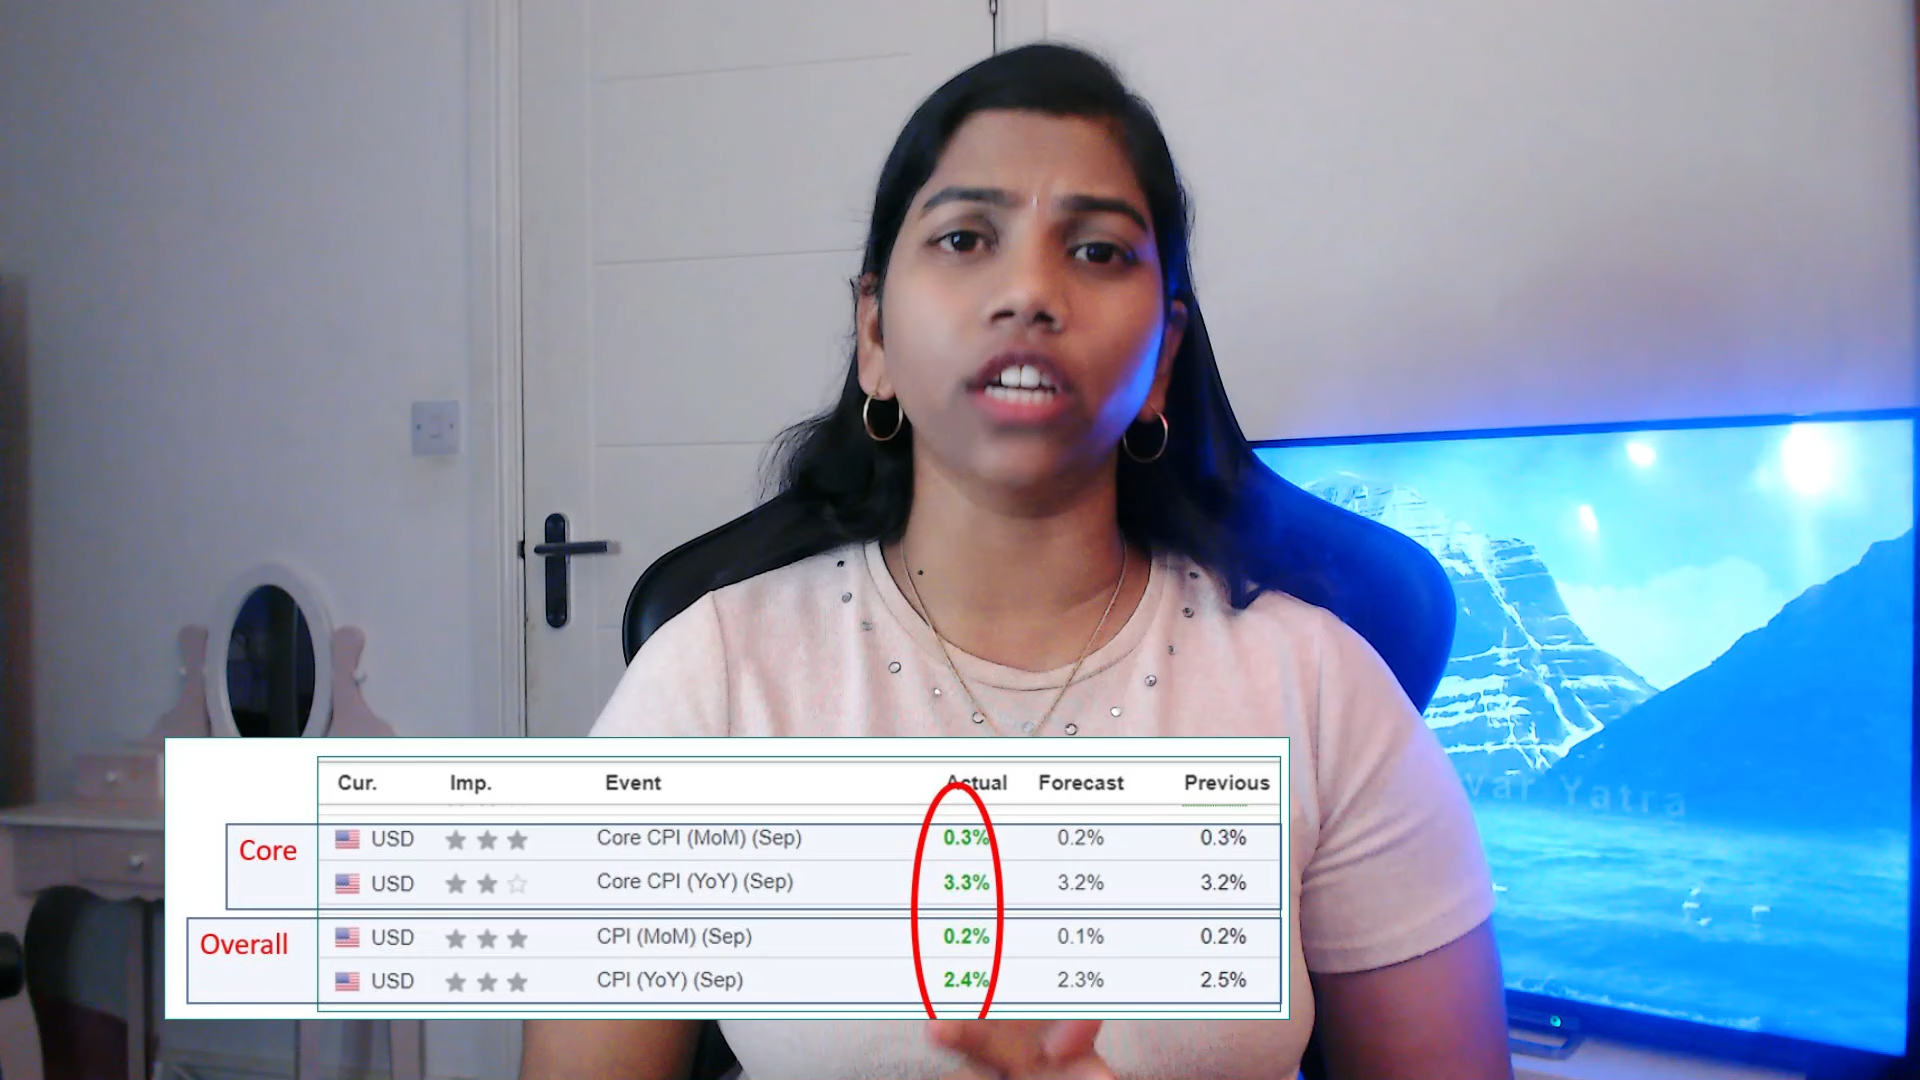 var Yatra
Cur. Imp. Event Actual Forecast Previous
Core
USD Core CPI (MoM) (Sep) 0.3% 0.2% 0.3%
USD Core CPI (YoY) (Sep) 3.3% 3.2% 3.2%
Overall
USD CPI (MoM) (Sep) 0.2% 0.1% 0.2%
USD CPI (YoY) (Sep) 2.4% 2.3% 2.5%